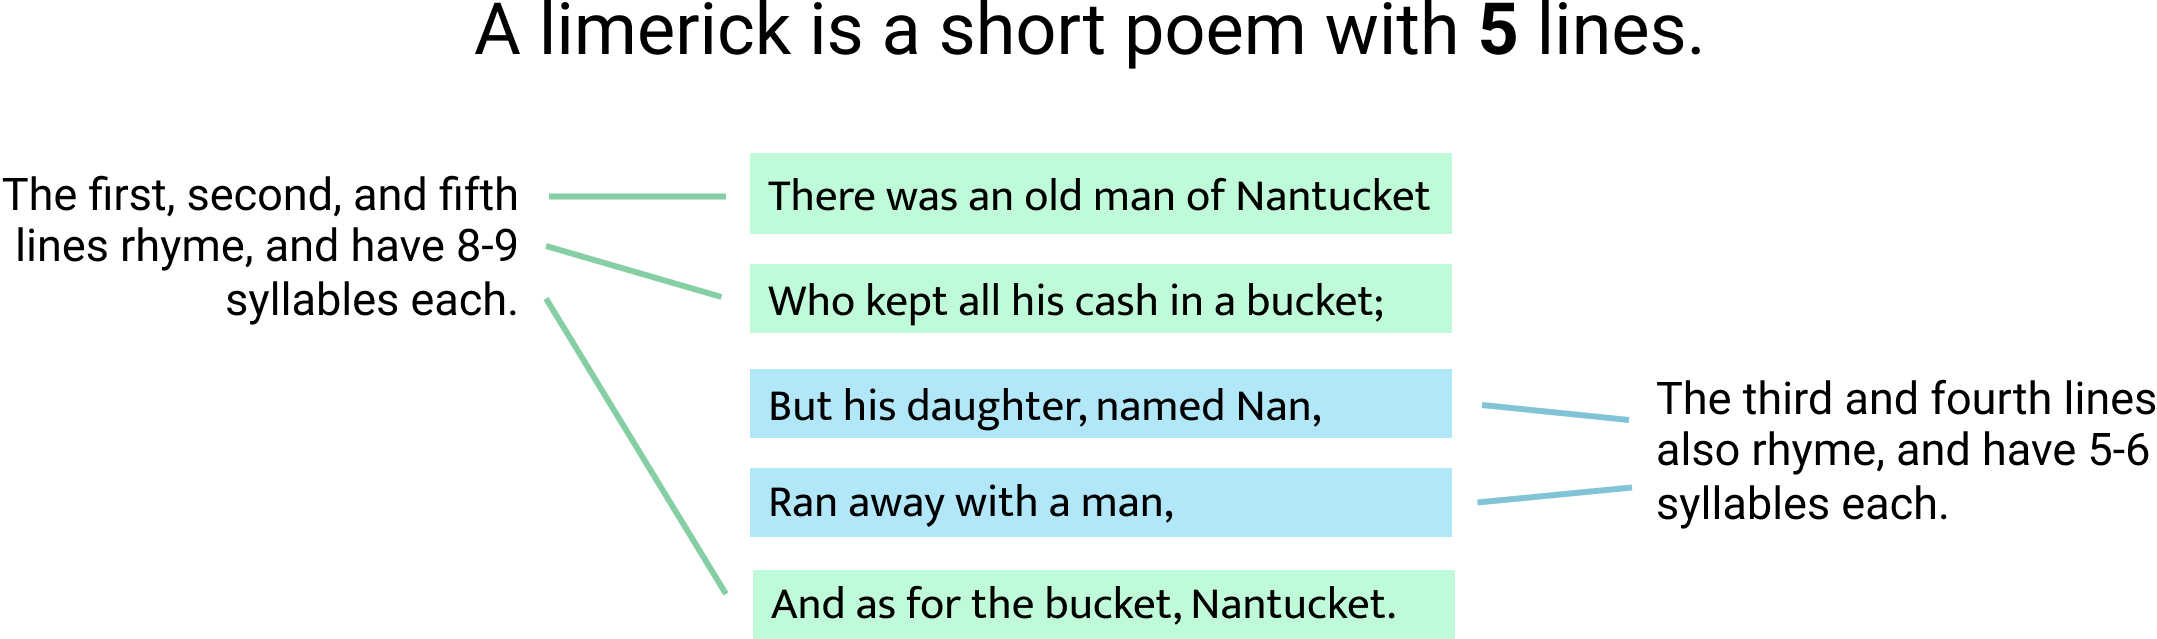 A limerick is a short poem with 5 lines.
The first, second, and fifth
lines rhyme, and have 8-9
syllables each.
There was an old man of Nantucket
Who kept all his cash in a bucket;
But his daughter, named Nan,
Ran away with a man,
And as for the bucket, Nantucket.
The third and fourth lines
also rhyme, and have 5-6
syllables each.